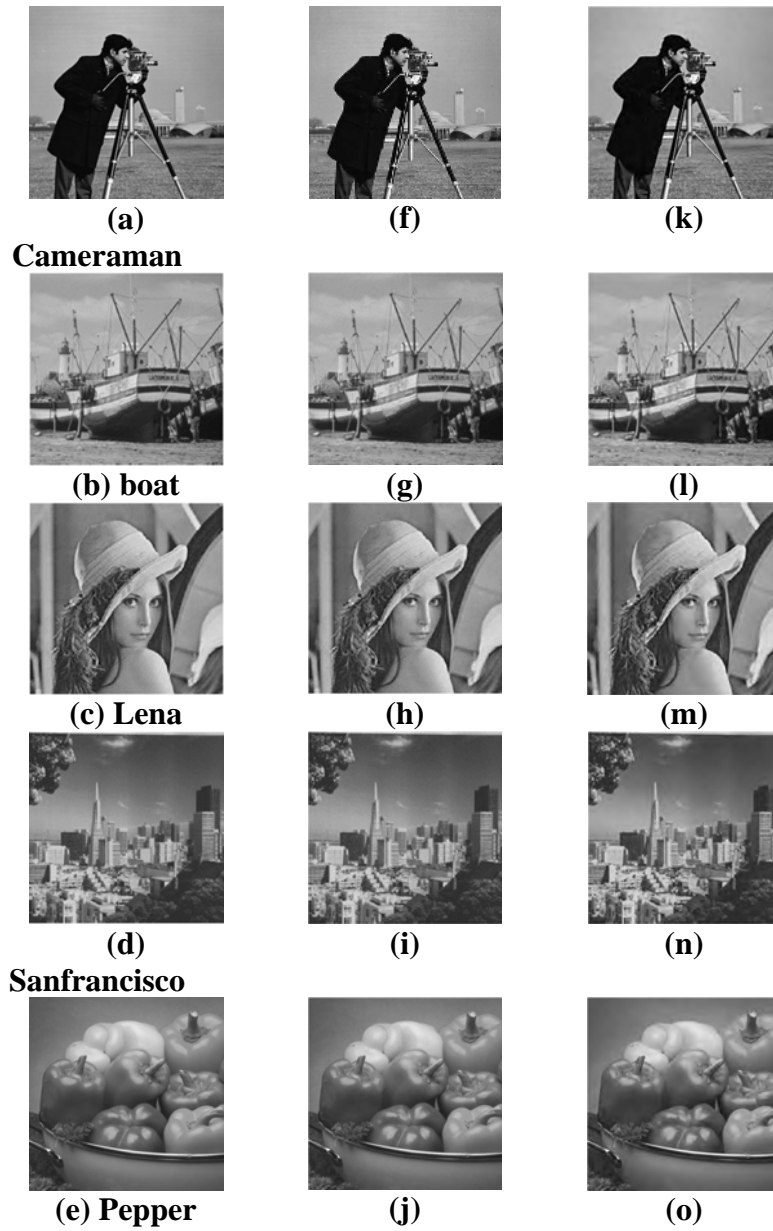 (a) (f) (k)
Cameraman
(b) boat (g) (l)
(c) Lena (h) (m)
(d) (i) (n)
Sanfrancisco
(e) Pepper (j) (o)